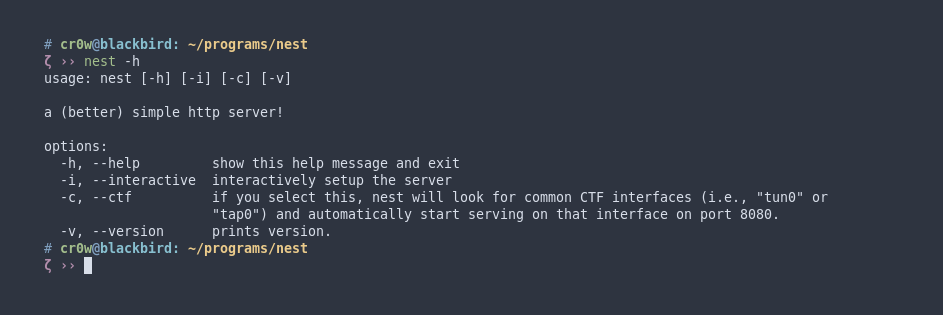 # cr0w@blackbird: ~/programs/nest
ζ ›› nest -h
usage: nest [-h] [-i] [-c] [-v]
a (better) simple http server!
options:
-h, --help show this help message and exit
-i, --interactive interactively setup the server
-c, --ctf if you select this, nest will look for common CTF interfaces (i.e., "tun0" or
"tap0") and automatically start serving on that interface on port 8080.
-v, --version prints version.
# cr0w@blackbird: ~/programs/nest
ζ ››